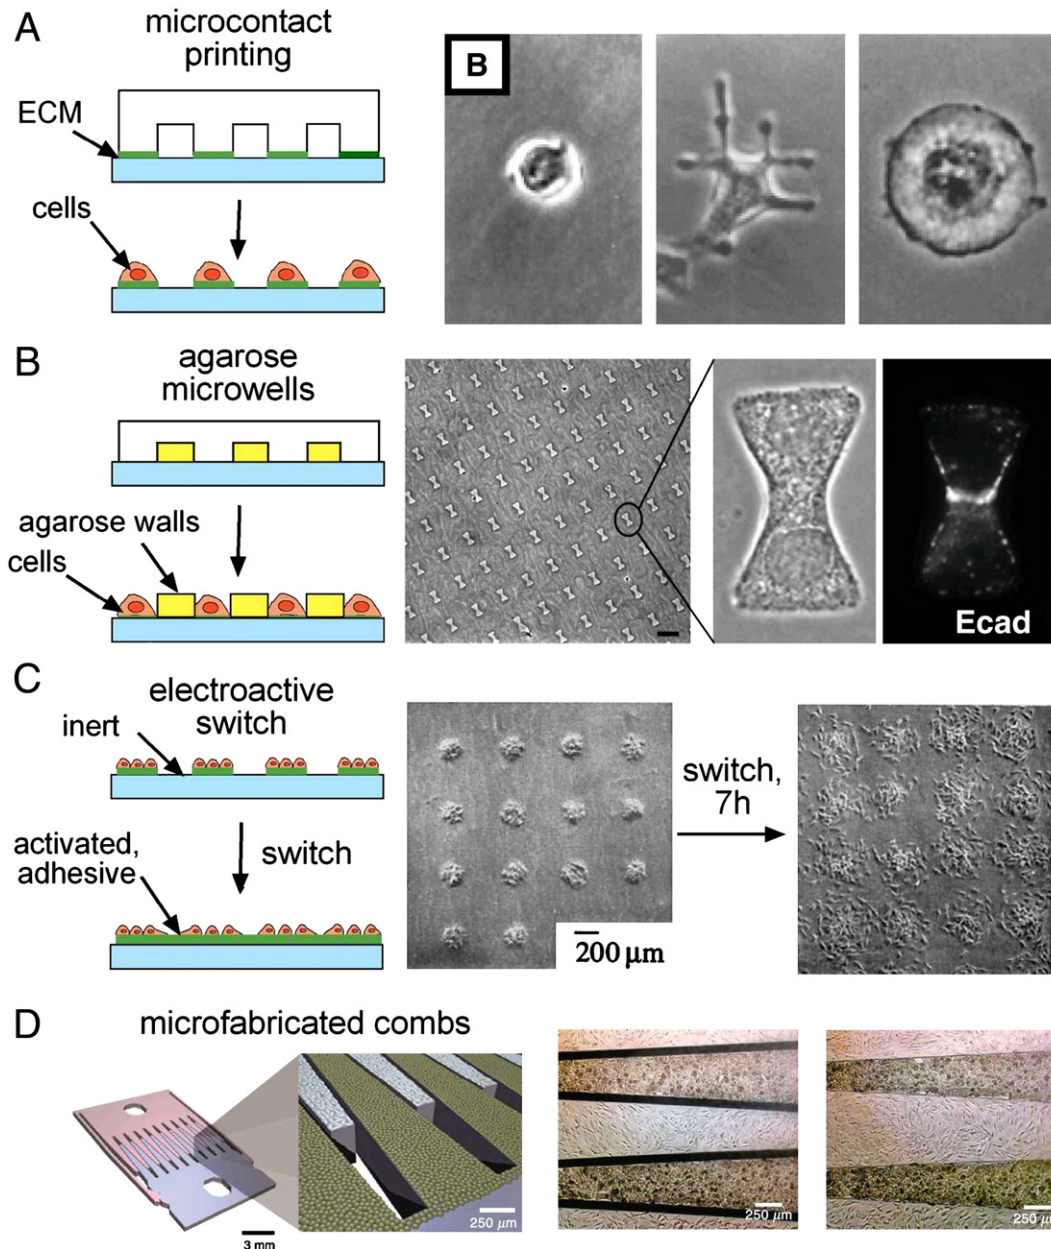 A
microcontact
printing
ECM
cells
B
B
agarose
microwells
agarose walls
cells
Ecad
C
electroactive
switch
inert
activated,
adhesive
switch
switch,
7h
200 µm
D
microfabricated combs
3 mm
250 µm
250 µm
250 µm